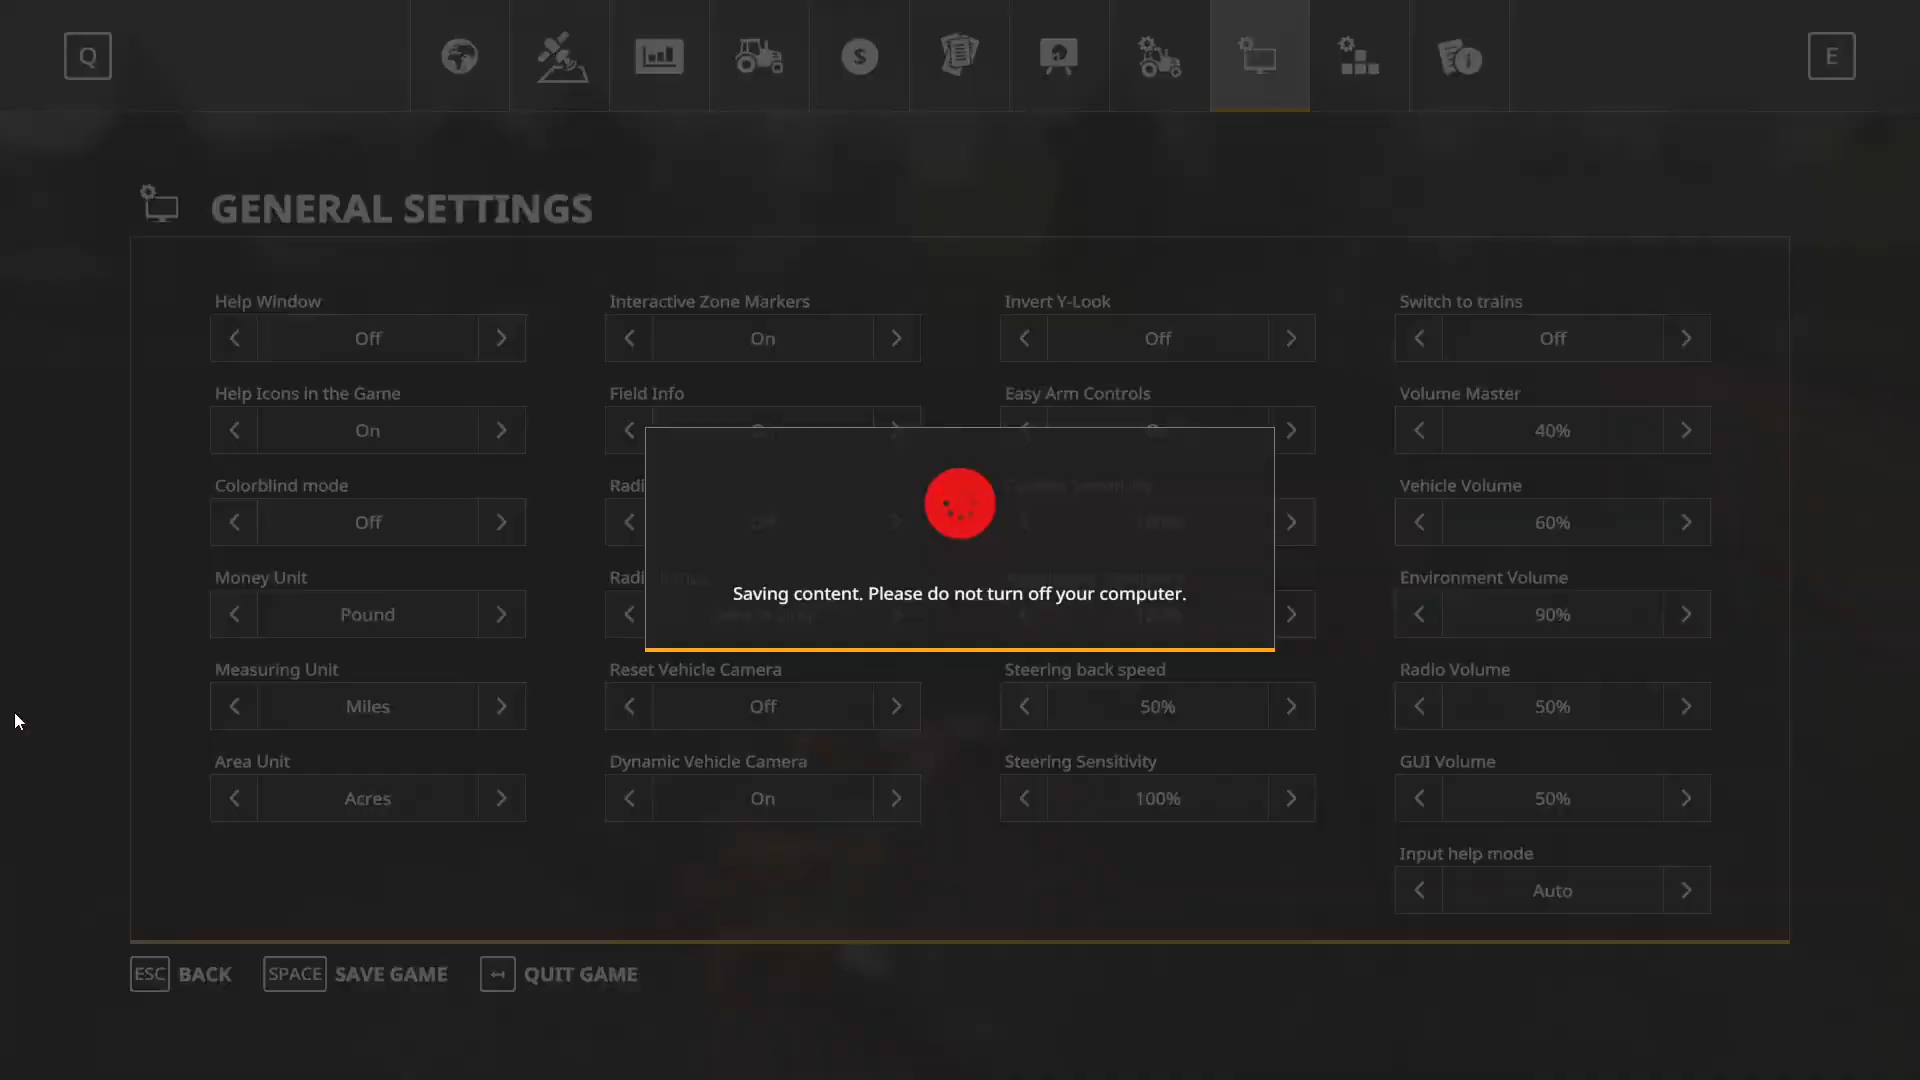 Q
E
GENERAL SETTINGS
Help Window
Off
Interactive Zone Markers
On
Invert Y-Look
Off
Switch to trains
Off
Help Icons in the Game
On
Field Info
Easy Arm Controls
Volume Master
40%
Colorblind mode
Off
Radi
Vehicle Volume
60%
Money Unit
Pound
Radi
Environment Volume
90%
Saving content. Please do not turn off your computer.
Measuring Unit
Miles
Reset Vehicle Camera
Off
Steering back speed
50%
Radio Volume
50%
Area Unit
Acres
Dynamic Vehicle Camera
On
Steering Sensitivity
100%
GUI Volume
50%
Input help mode
Auto
ESC BACK SPACE SAVE GAME QUIT GAME